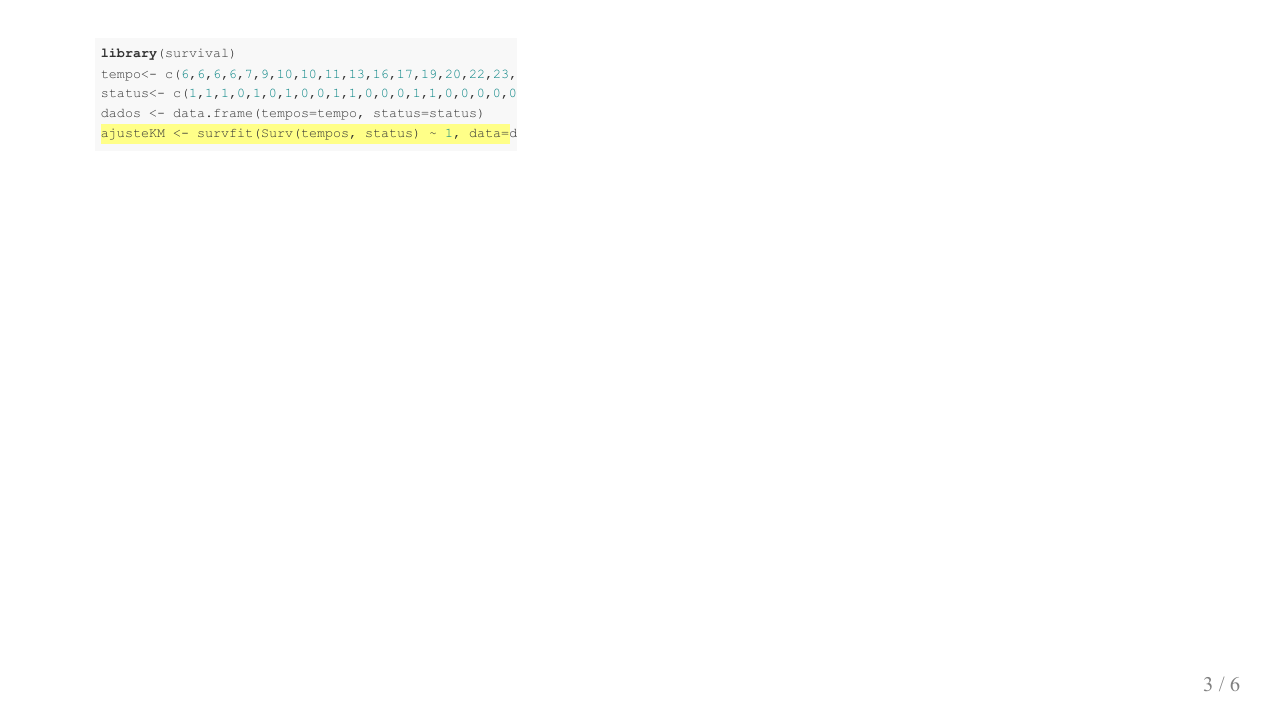 library(survival)
tempo<- c(6,6,6,6,7,9,10,10,11,13,16,17,19,20,22,23,
status<- c(1,1,1,0,1,0,1,0,0,1,1,0,0,0,1,1,0,0,0,0,0
dados <- data.frame(tempos=tempo, status=status)
ajusteKM <- survfit(Surv(tempos, status) ~ 1, data=d
3 / 6